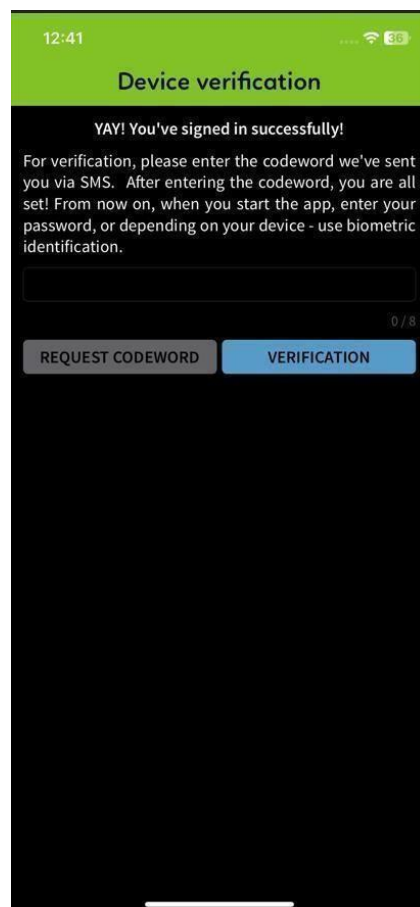 12:41
36
Device verification
YAY! You've signed in successfully!
For verification, please enter the codeword we've sent
you via SMS. After entering the codeword, you are all
set! From now on, when you start the app, enter your
password, or depending on your device - use biometric
identification.
0/8
REQUEST CODEWORD VERIFICATION